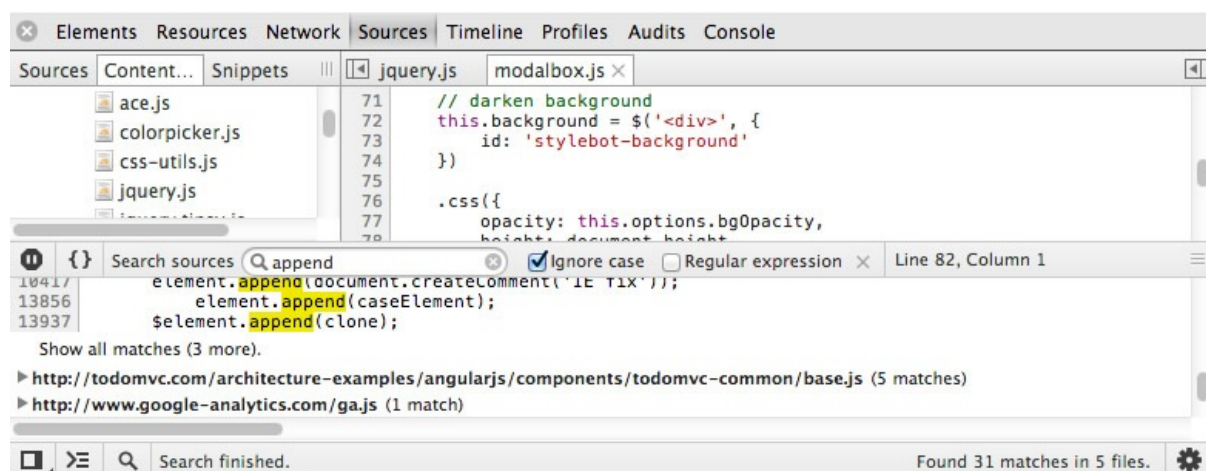 Elements Resources Network Sources Timeline Profiles Audits Console
Sources Content... Snippets jquery.js modalbox.js
ace.js
colorpicker.js
css-utils.js
jquery.js
71 // darken background
72 this.background = $('<div>', {
73 id: 'stylebot-background'
74 })
75
76 .css({
77 opacity: this.options.bgOpacity,
78 height: document.height
{} Search sources append Ignore case Regular expression Line 82, Column 1
10417 element.append(document.createComment('IE fix'));
13856 element.append(caseElement);
13937 $element.append(clone);
Show all matches (3 more).
http://todomvc.com/architecture-examples/angularjs/components/todomvc-common/base.js (5 matches)
http://www.google-analytics.com/ga.js (1 match)
Search finished. Found 31 matches in 5 files.